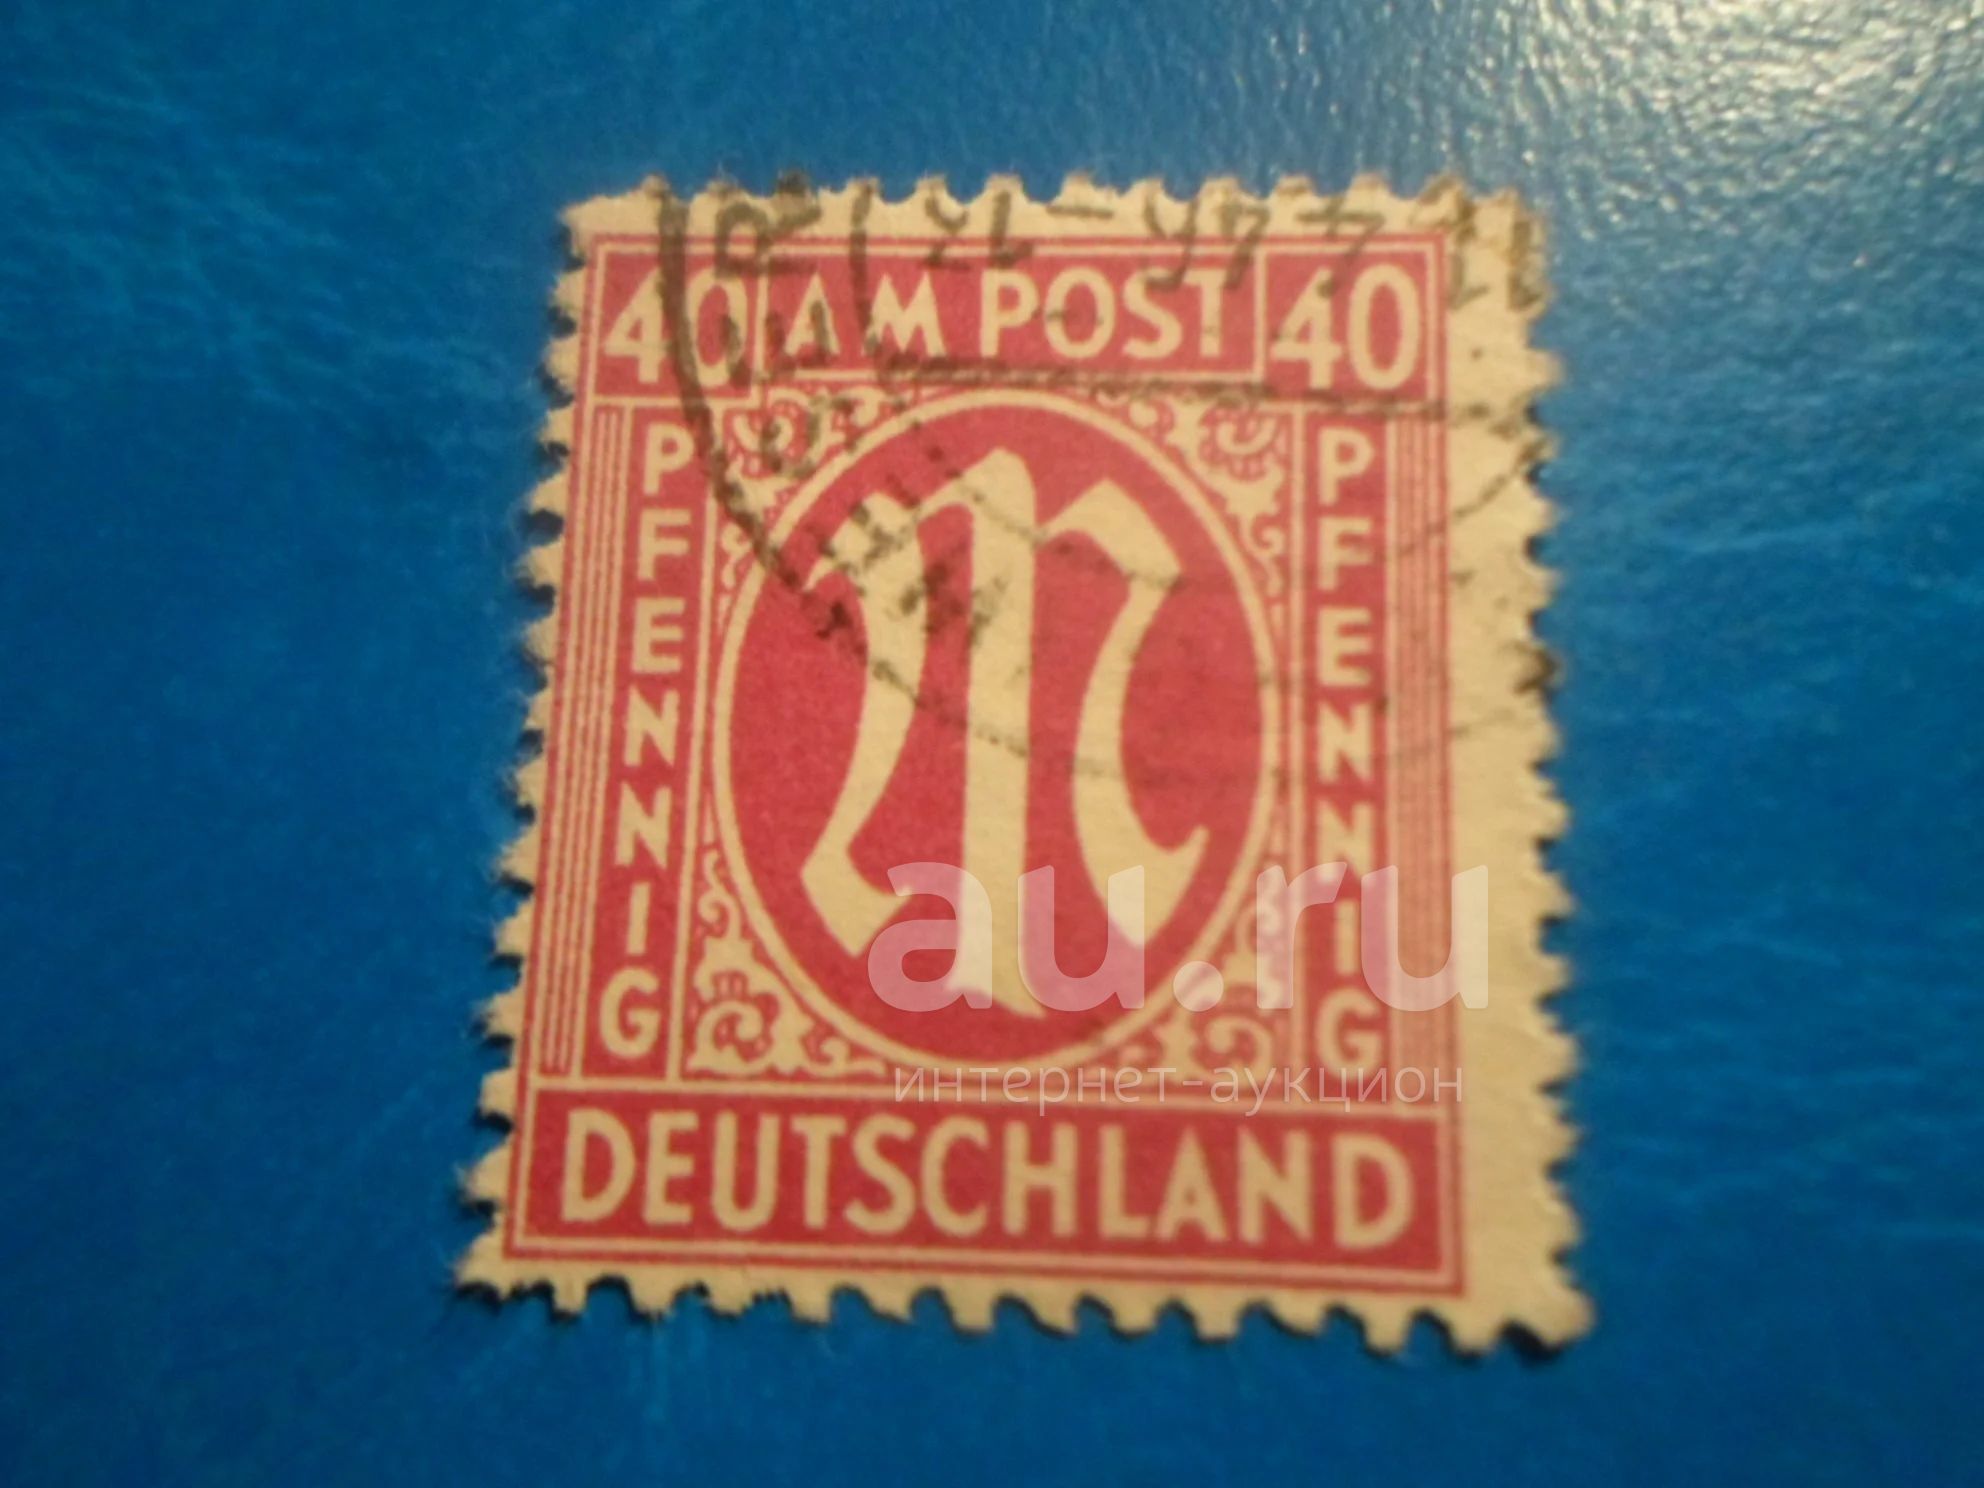 40 AM POST 40
PFENNIG
M
PFENNIG
DEUTSCHLAND
au.ru
интернет-аукцион